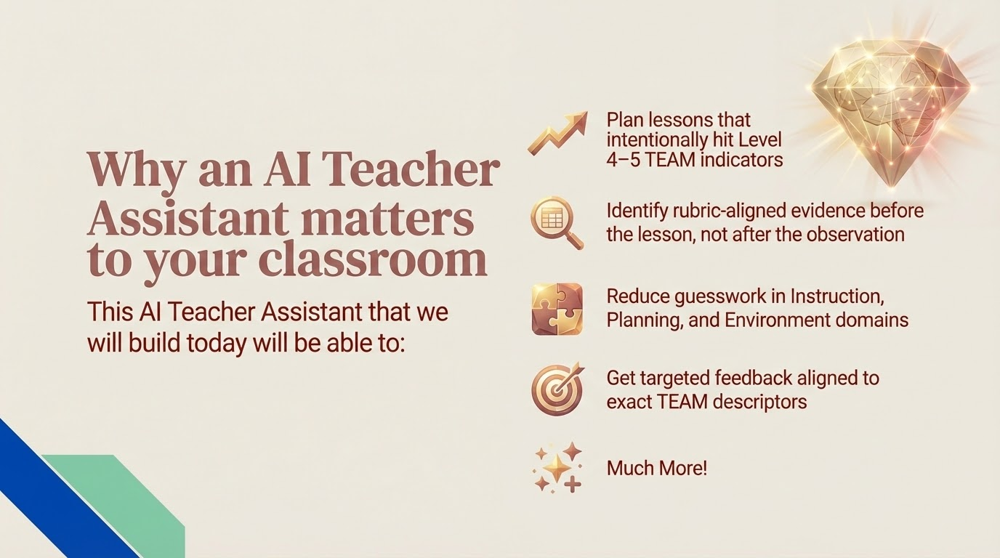 Why an AI Teacher
Assistant matters
to your classroom
This AI Teacher Assistant that we
will build today will be able to:
Plan lessons that
intentionally hit Level
4–5 TEAM indicators
Identify rubric-aligned evidence before
the lesson, not after the observation
Reduce guesswork in Instruction,
Planning, and Environment domains
Get targeted feedback aligned to
exact TEAM descriptors
Much More!